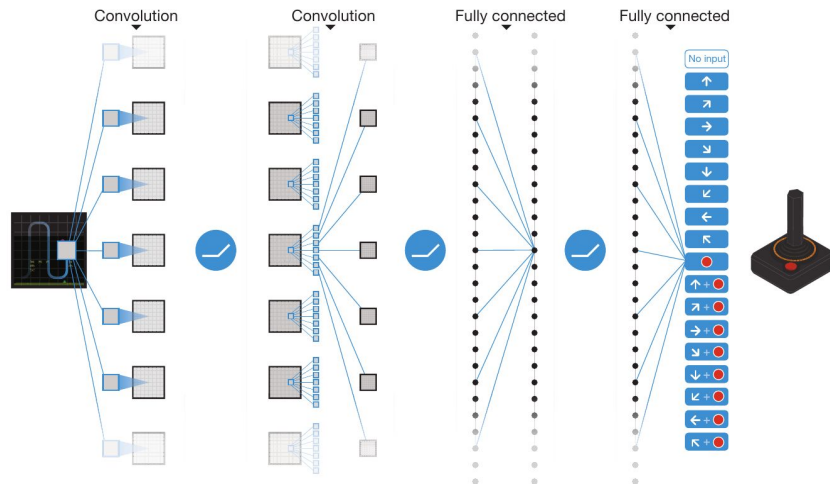 Convolution
Convolution
Fully connected
Fully connected
No input
+
+
+
+
+
+
+
+